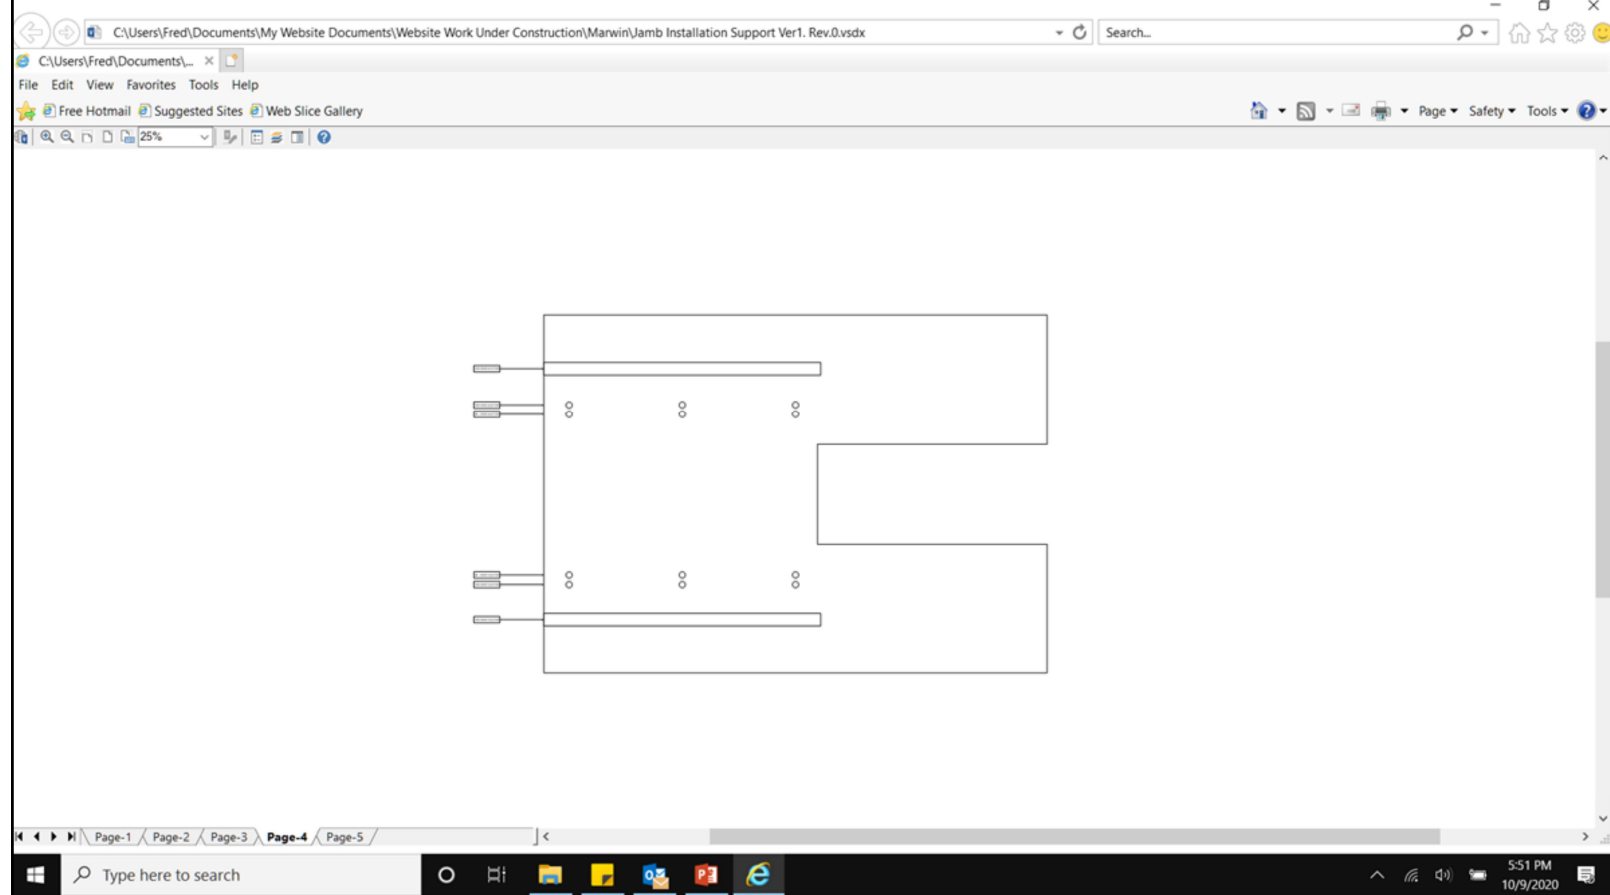 C:\Users\Fred\Documents\My Website Documents\Website Work Under Construction\Marwin\Jamb Installation Support Ver1. Rev.0.vsdx
Search...
C:\Users\Fred\Documents\...
File Edit View Favorites Tools Help
Free Hotmail Suggested Sites Web Slice Gallery
Page Safety Tools
25%
Page-1 Page-2 Page-3 Page-4 Page-5
Type here to search
5:51 PM
10/9/2020